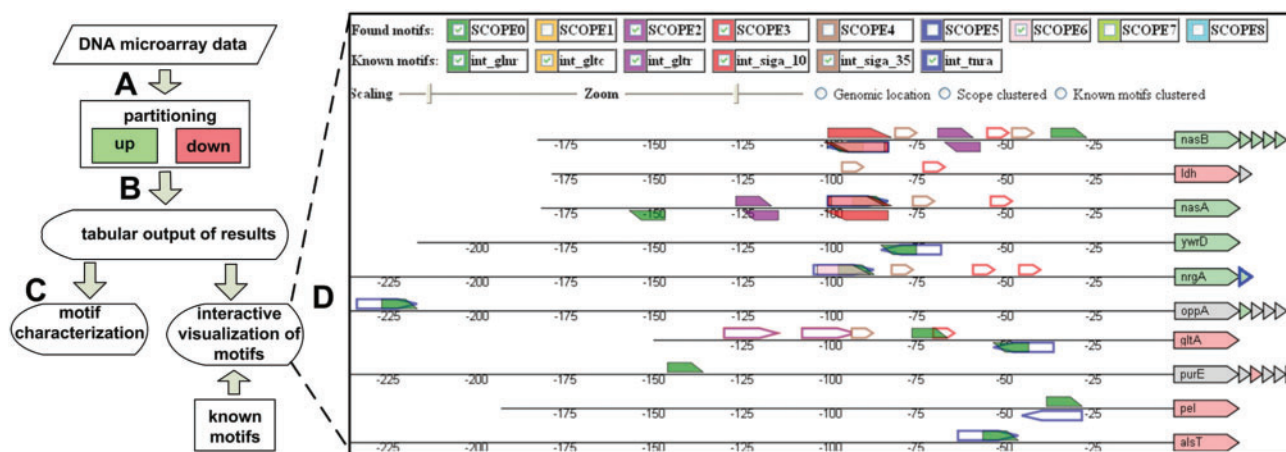 DNA microarray data
A
partitioning
up down
B
tabular output of results
C
D
motif
characterization
interactive
visualization of
motifs
known
motifs
Found motifs: SCOPE0 SCOPE1 SCOPE2 SCOPE3 SCOPE4 SCOPE5 SCOPE6 SCOPE7 SCOPE8
Known motifs: int_glnr int_gltc int_gltr int_siga_10 int_siga_35 int_tnra
Scaling Zoom Genomic location Scope clustered Known motifs clustered
-175 -150 -125 -100 -75 -50 -25 nasB
-175 -150 -125 -100 -75 -50 -25 ldh
-175 -150 -125 -100 -75 -50 -25 nasA
-200 -175 -150 -125 -100 -75 -50 -25 ywrD
-225 -200 -175 -150 -125 -100 -75 -50 -25 nrgA
-225 -200 -175 -150 -125 -100 -75 -50 -25 oppA
-125 -100 -75 -50 -25 gltA
-225 -200 -175 -150 -125 -100 -75 -50 -25 purE
-175 -150 -125 -100 -75 -50 -25 pel
-225 -200 -175 -150 -125 -100 -75 -50 -25 alsT